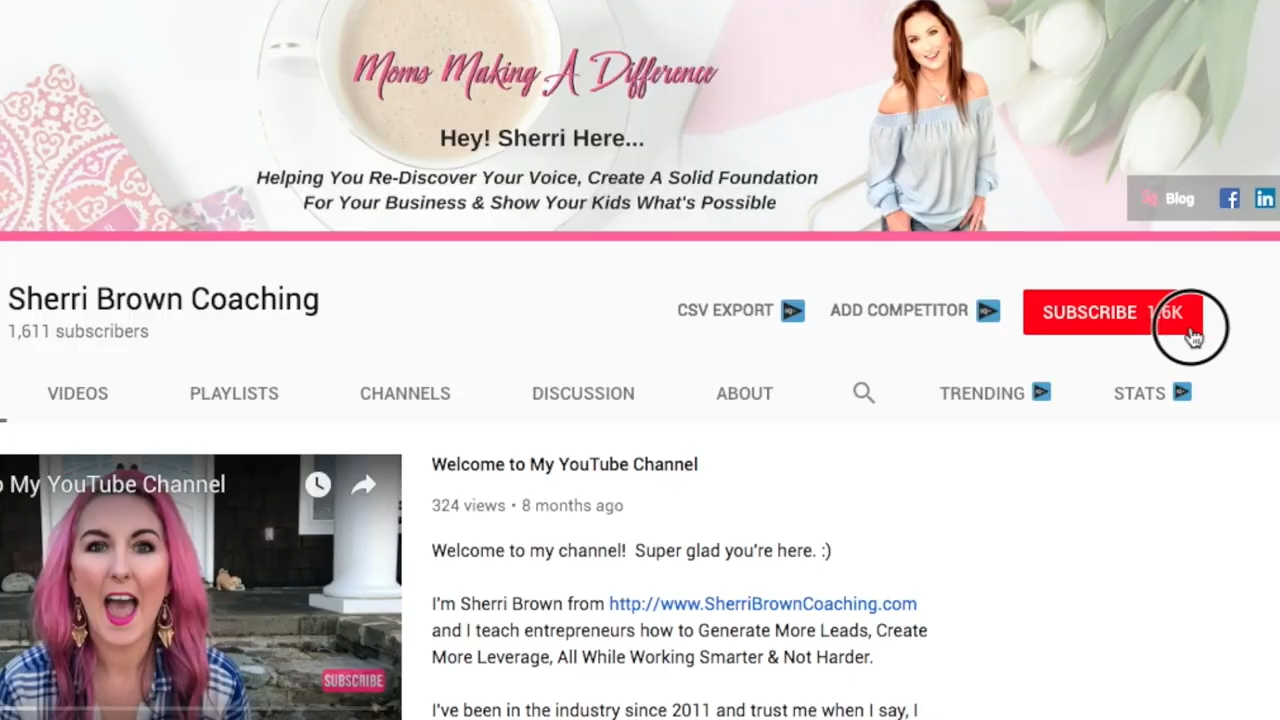 Moms Making A Difference
Hey! Sherri Here...
Helping You Re-Discover Your Voice, Create A Solid Foundation
For Your Business & Show Your Kids What's Possible
Blog
Sherri Brown Coaching
1,611 subscribers
CSV EXPORT
ADD COMPETITOR
SUBSCRIBE 1.6K
VIDEOS
PLAYLISTS
CHANNELS
DISCUSSION
ABOUT
TRENDING
STATS
My YouTube Channel
SUBSCRIBE
Welcome to My YouTube Channel
324 views • 8 months ago
Welcome to my channul! Super glad you're here. :)
I'm Sherri Brown from http://www.SherriBrownCoaching.com
and I teach entrepreneurs how to Generate More Leads, Create
More Leverage, All While Working Smarter & Not Harder.
I've been in the industry since 2011 and trust me when I say, I